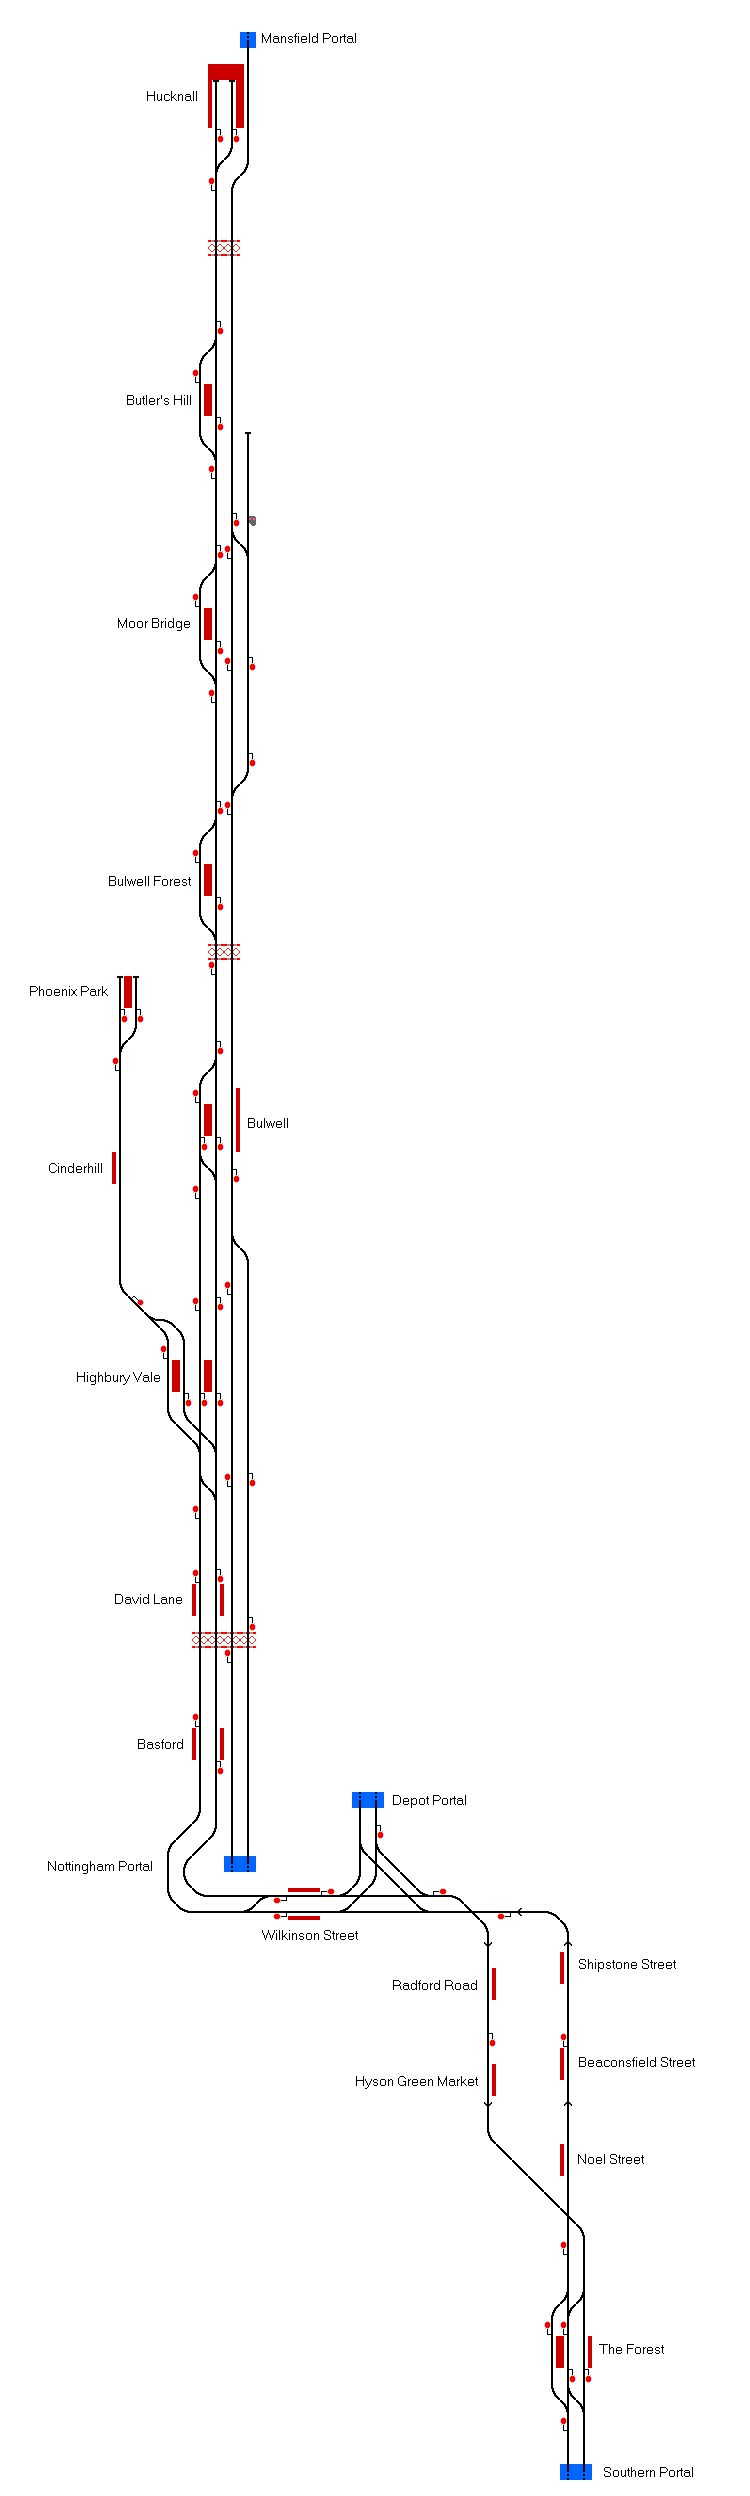 Mansfield Portal
Hucknall
Butler's Hill
Moor Bridge
Bulwell Forest
Phoenix Park
Bulwell
Cinderhill
Highbury Vale
David Lane
Basford
Depot Portal
Nottingham Portal
Wilkinson Street
Shipstone Street
Radford Road
Beaconsfield Street
Hyson Green Market
Noel Street
The Forest
Southern Portal